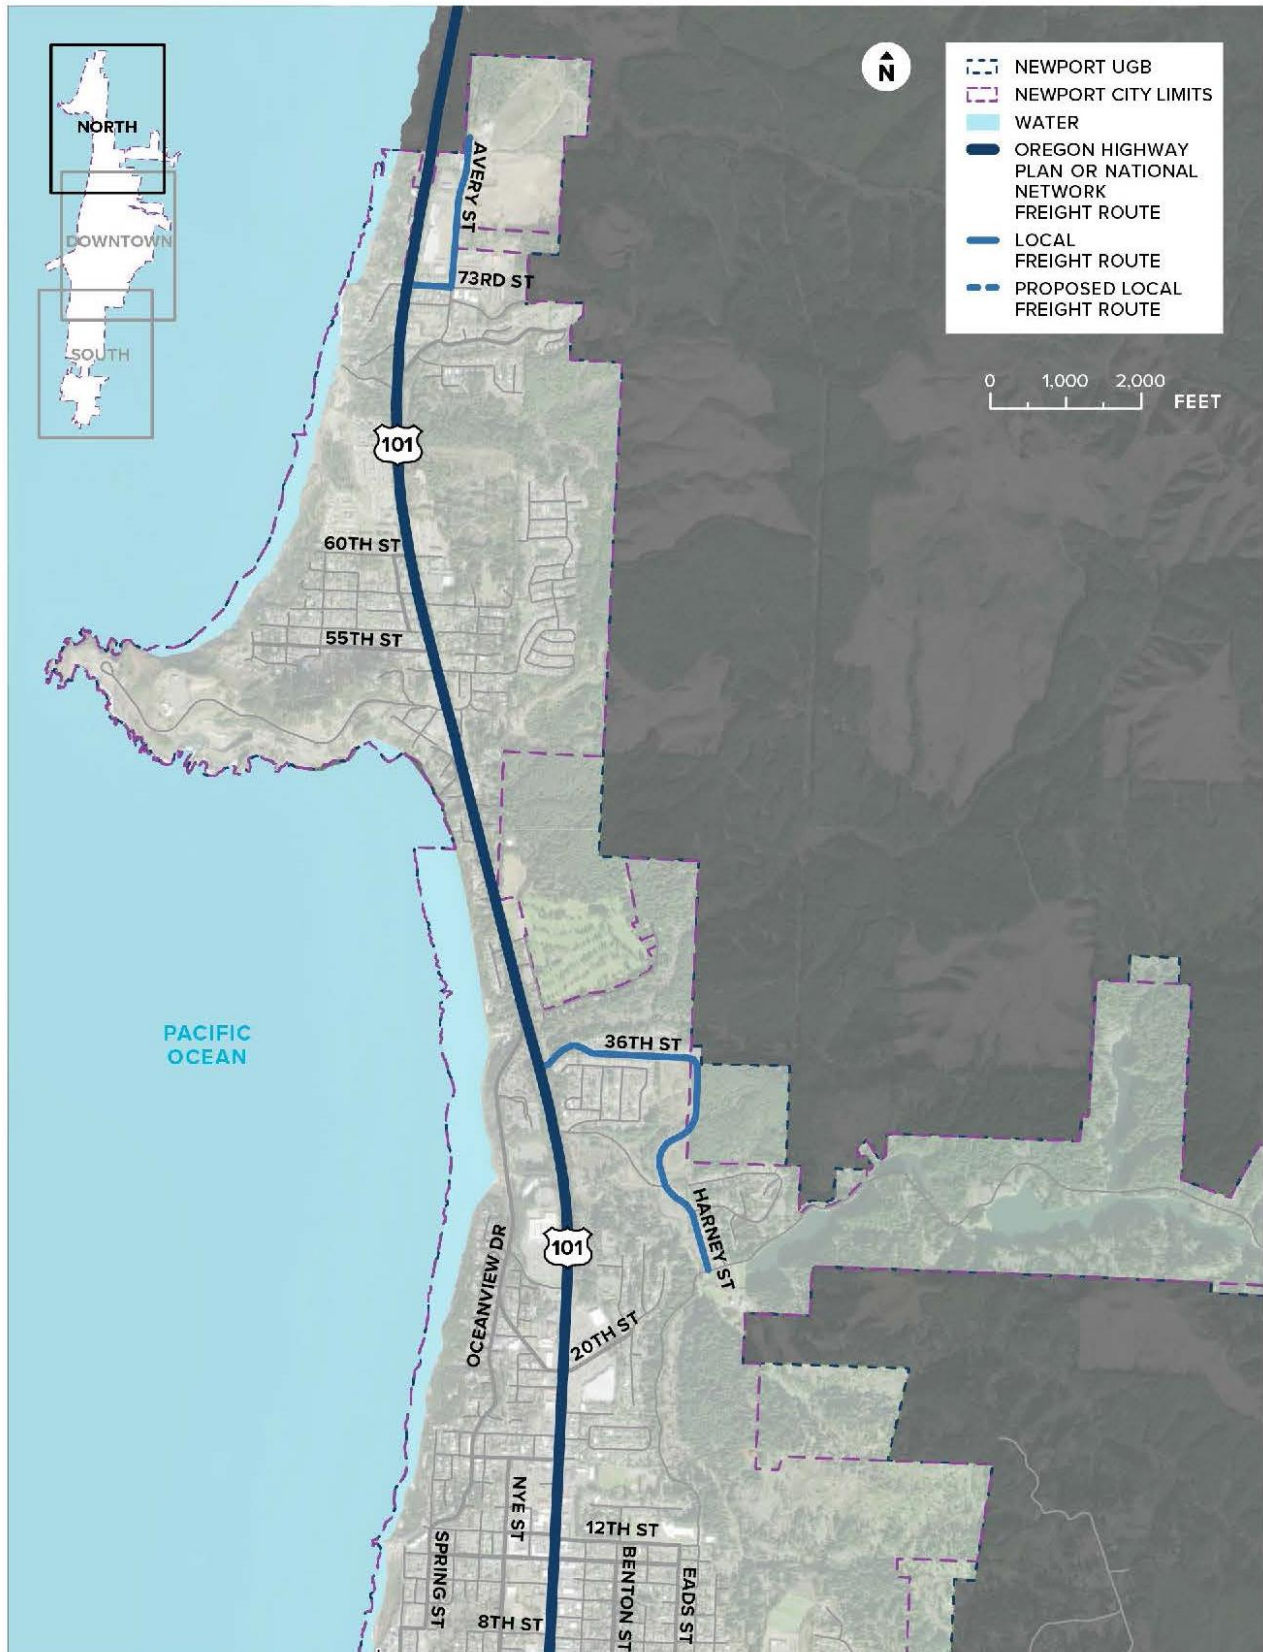 NORTH
DOWNTOWN
SOUTH
N
NEWPORT UGB
NEWPORT CITY LIMITS
WATER
OREGON HIGHWAY
PLAN OR NATIONAL
NETWORK
FREIGHT ROUTE
LOCAL
FREIGHT ROUTE
PROPOSED LOCAL
FREIGHT ROUTE
0 1,000 2,000
FEET
AVERY ST
73RD ST
101
60TH ST
55TH ST
PACIFIC
OCEAN
36TH ST
HARNEY ST
101
OCEANVIEW DR
20TH ST
NYE ST
12TH ST
SPRING ST
BENTON ST
EADS ST
8TH ST